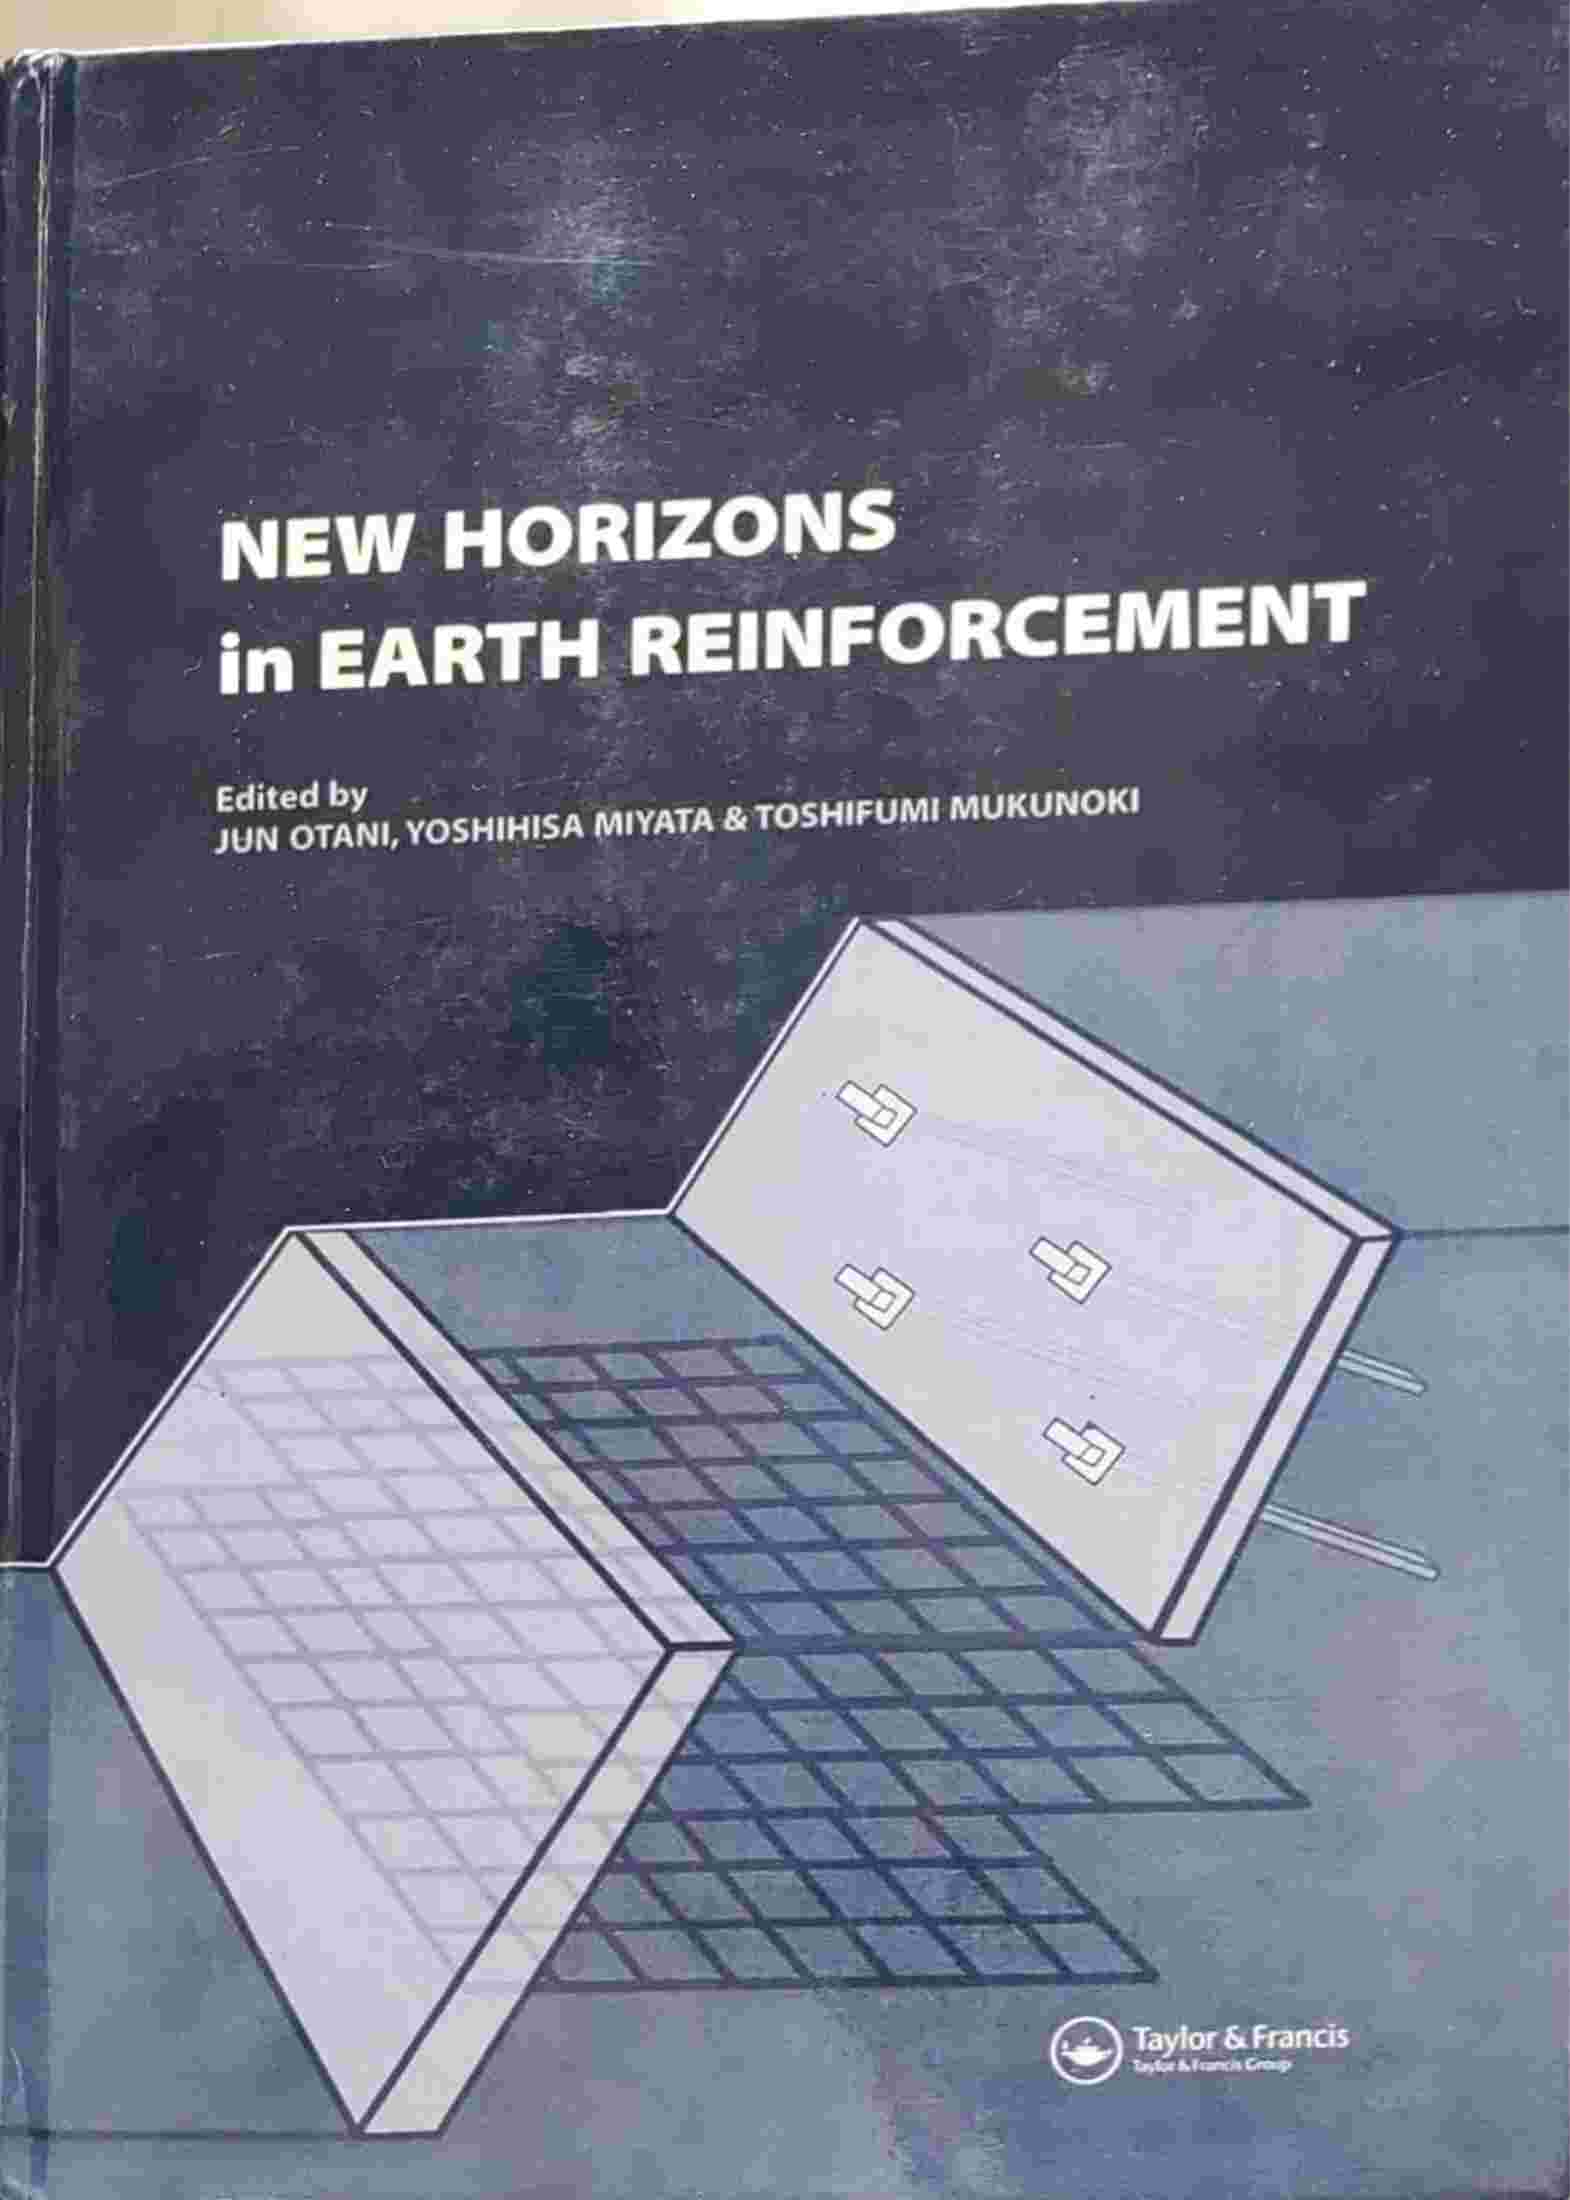 NEW HORIZONS
in EARTH REINFORCEMENT
Edited by
JUN OTANI, YOSHIHISA MIYATA & TOSHIFUMI MUKUNOKI
Taylor & Francis
Taylor & Francis Group